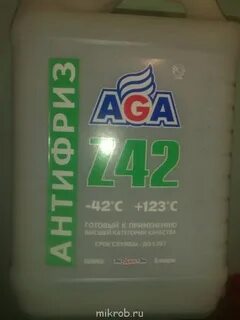 АНТИФРИЗ
AGA
Z42
-42°C +123°C
ГОТОВЫЙ К ПРИМЕНЕНИЮ
ВЫСШЕЙ КАТЕГОРИИ КАЧЕСТВА
mikrob.ru